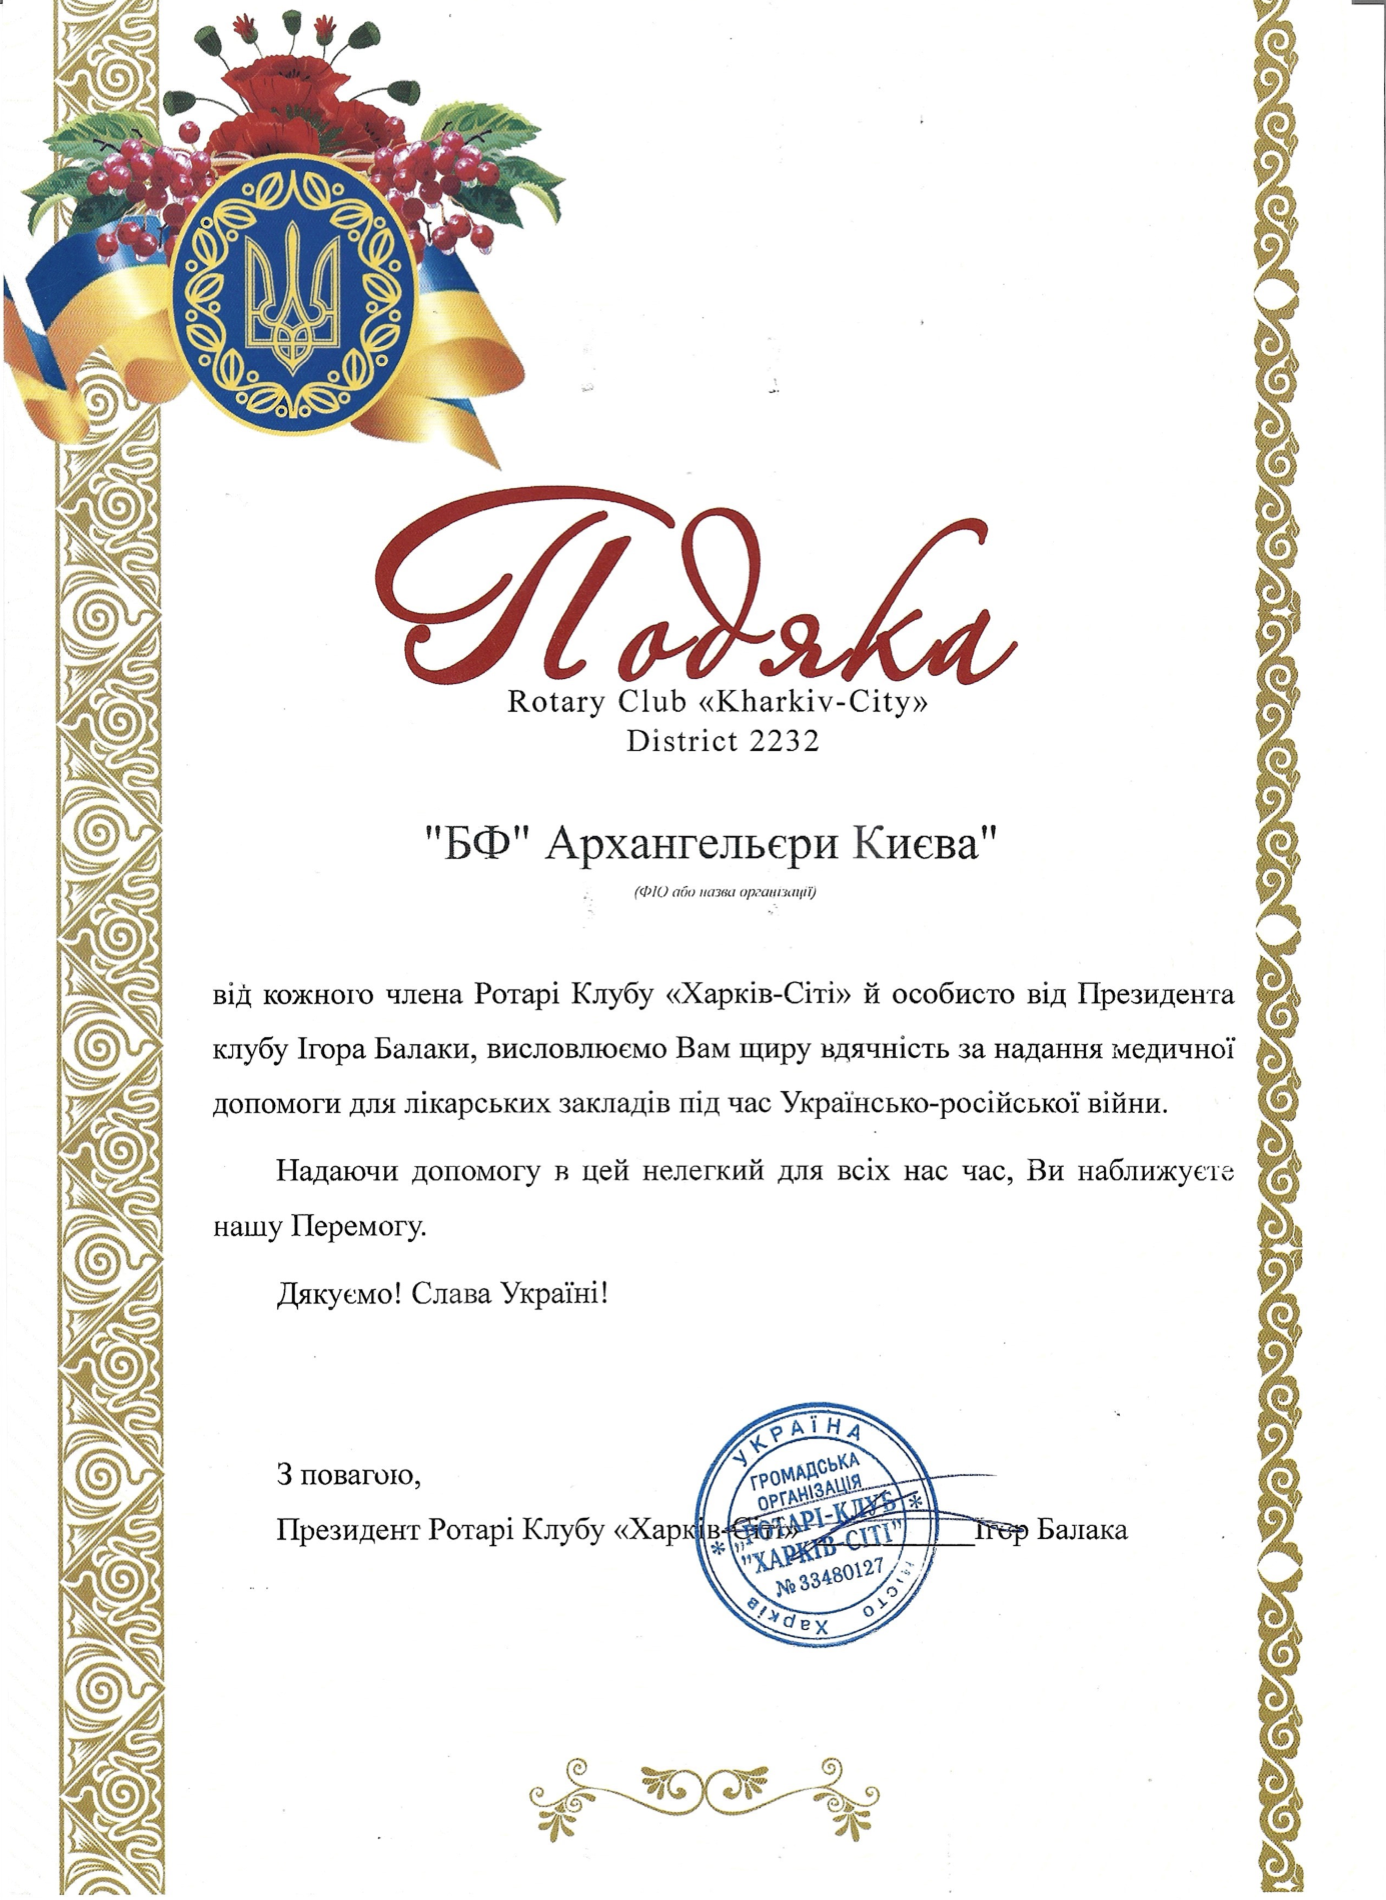 Подяка
Rotary Club «Kharkiv-City»
District 2232
"БФ" Архангельєри Києва"
(ФІО або назва організації)
від кожного члена Ротарі Клубу «Харків-Сіті» й особисто від Президента
клубу Ігора Балаки, висловлюємо Вам щиру вдячність за надання медичної
допомоги для лікарських закладів під час Українсько-російської війни.
Надаючи допомогу в цей нелегкий для всіх нас час, Ви наближуєте
нашу Перемогу.
Дякуємо! Слава Україні!
З повагою,
Президент Ротарі Клубу «Харків-Сіті» Ігор Балака
УКРАЇНА
ГРОМАДСЬКА
ОРГАНІЗАЦІЯ
"РОТАРІ-КЛУБ
"ХАРКІВ-СІТІ"
№ 33480127
місто Харків